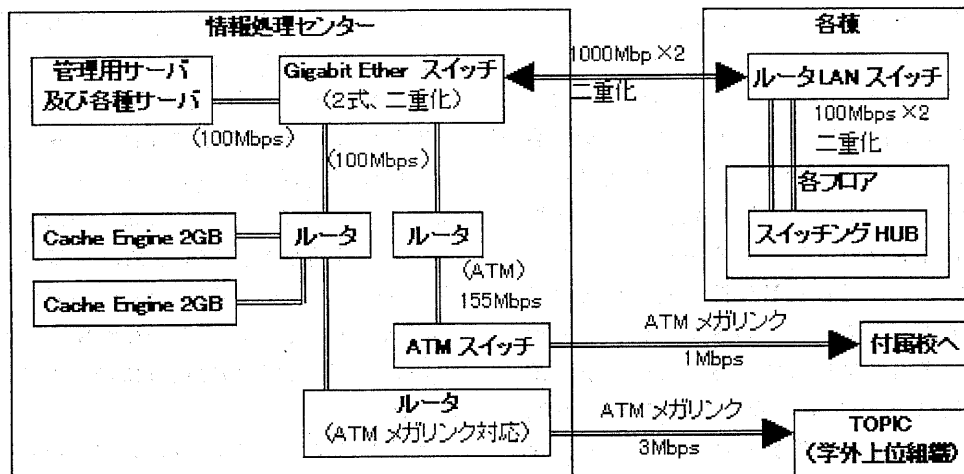 情報処理センター
管理用サーバ
及び各種サーバ
Gigabit Ether スイッチ
(2式、二重化)
(100Mbps)
(100Mbps)
1000Mbp ×2
二重化
各棟
ルータLAN スイッチ
100Mbps ×2
二重化
各フロア
スイッチング HUB
Cache Engine 2GB
ルータ
ルータ
Cache Engine 2GB
(ATM)
155Mbps
ATM スイッチ
ATM メガリンク
1Mbps
付属校へ
ルータ
(ATM メガリンク対応)
ATM メガリンク
3Mbps
TOPIC
(学外上位組織)